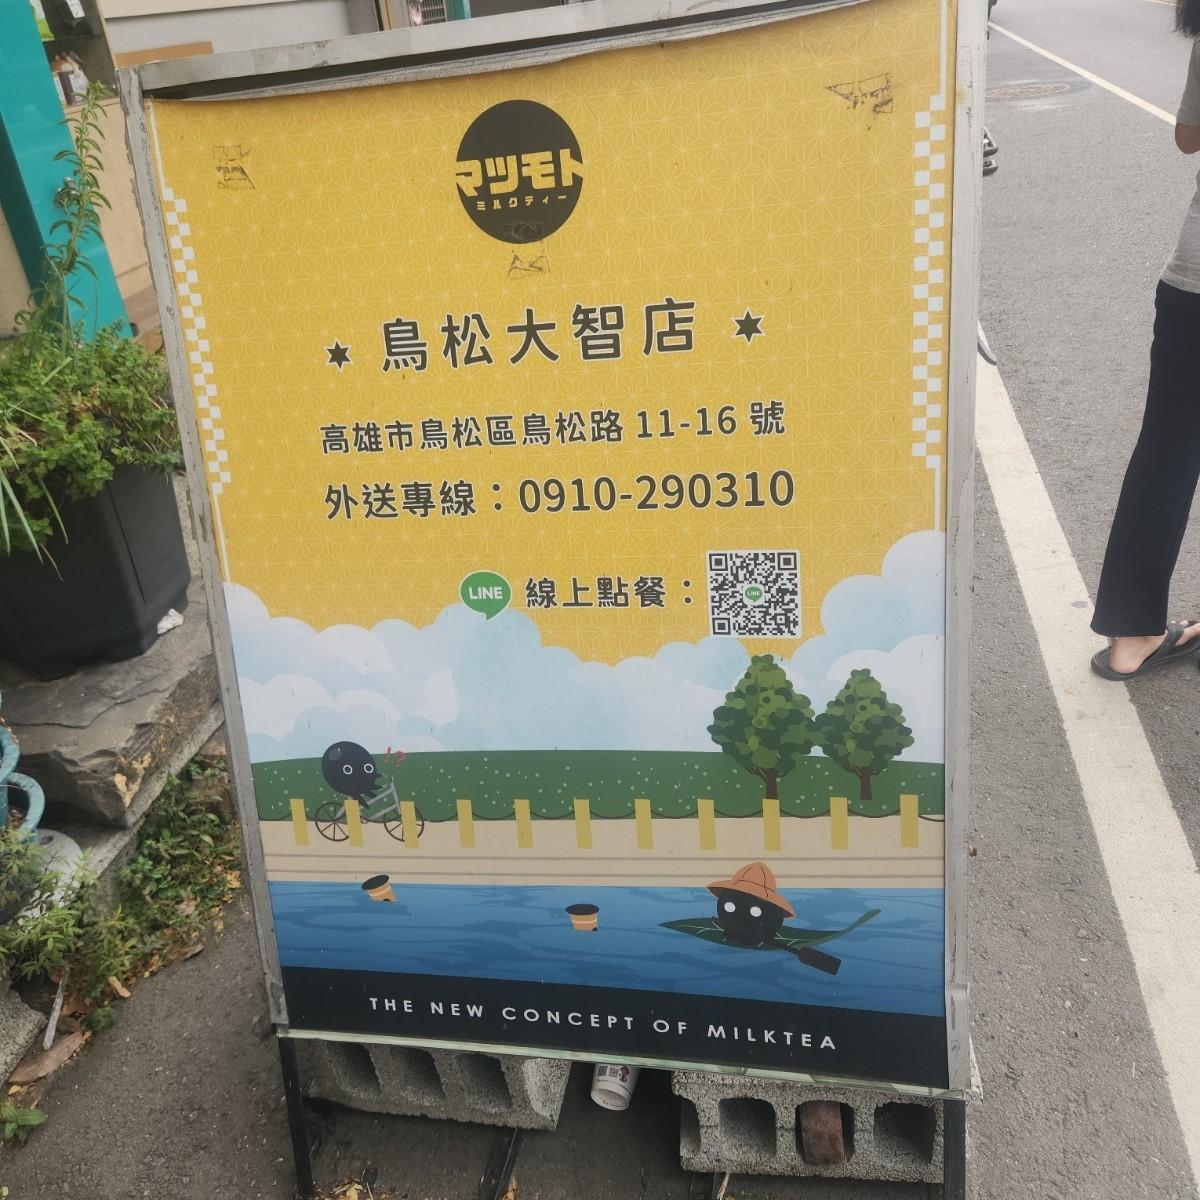 マツモト
ミルクティー
鳥松大智店
高雄市鳥松區鳥松路 11-16 號
外送專線：0910-290310
LINE 線上點餐：
LINE
!?
THE NEW CONCEPT OF MILKTEA